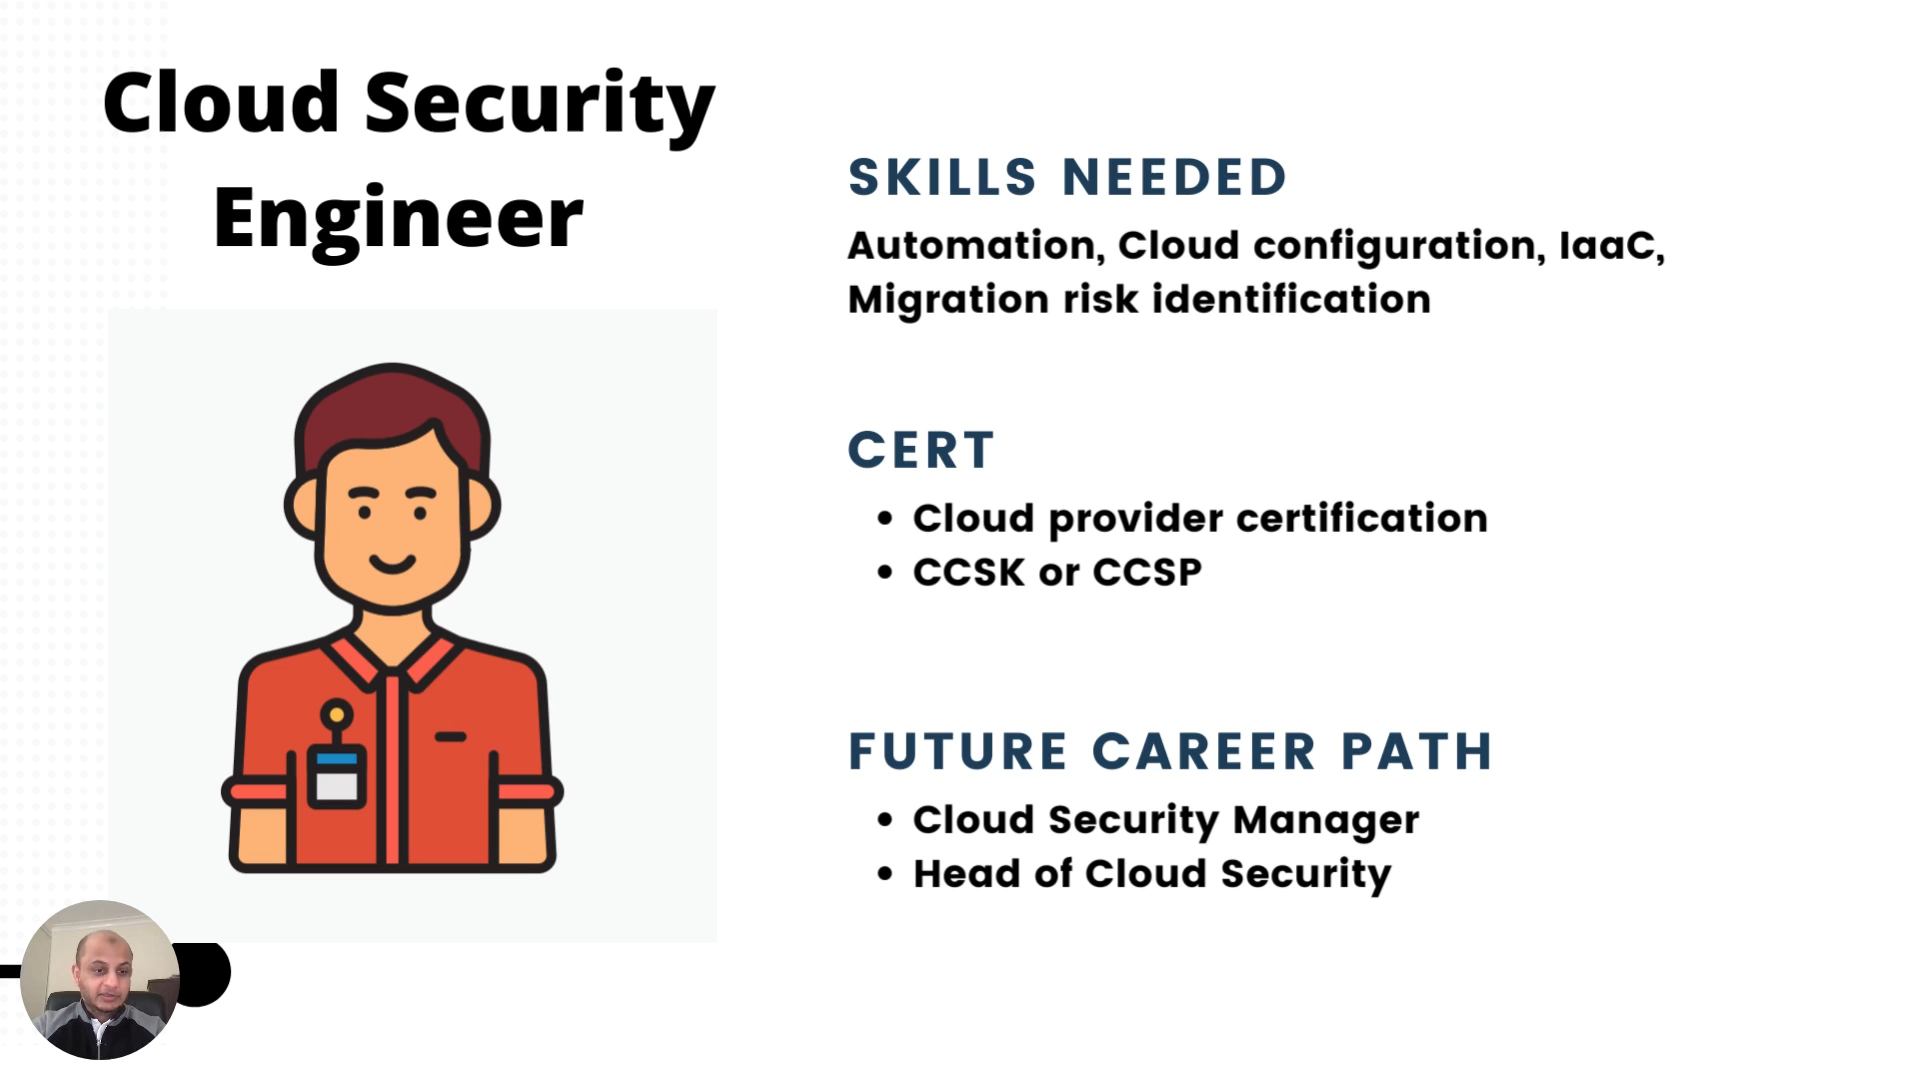 Cloud Security
Engineer
SKILLS NEEDED
Automation, Cloud configuration, IaaC,
Migration risk identification
CERT
• Cloud provider certification
• CCSK or CCSP
FUTURE CAREER PATH
• Cloud Security Manager
• Head of Cloud Security